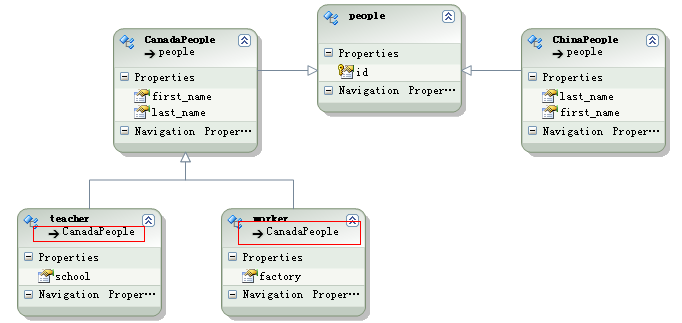 CanadaPeople
people
Properties
first_name
last_name
Navigation Proper···
people
Properties
id
Navigation Proper···
ChinaPeople
people
Properties
last_name
first_name
Navigation Proper···
teacher
CanadaPeople
Properties
school
Navigation Proper···
worker
CanadaPeople
Properties
factory
Navigation Proper···